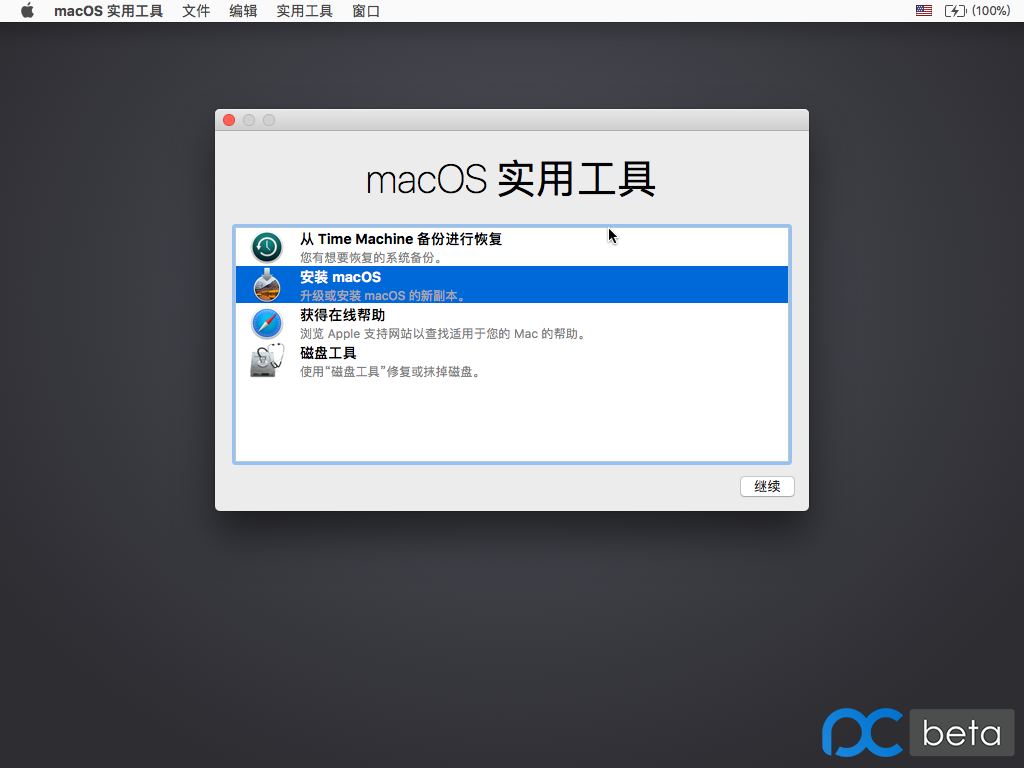 macOS 实用工具 文件 编辑 实用工具 窗口 (100%)
macOS 实用工具
从 Time Machine 备份进行恢复
您有想要恢复的系统备份。
安装 macOS
升级或安装 macOS 的新副本。
获得在线帮助
浏览 Apple 支持网站以查找适用于您的 Mac 的帮助。
磁盘工具
使用“磁盘工具”修复或抹掉磁盘。
继续
pc beta